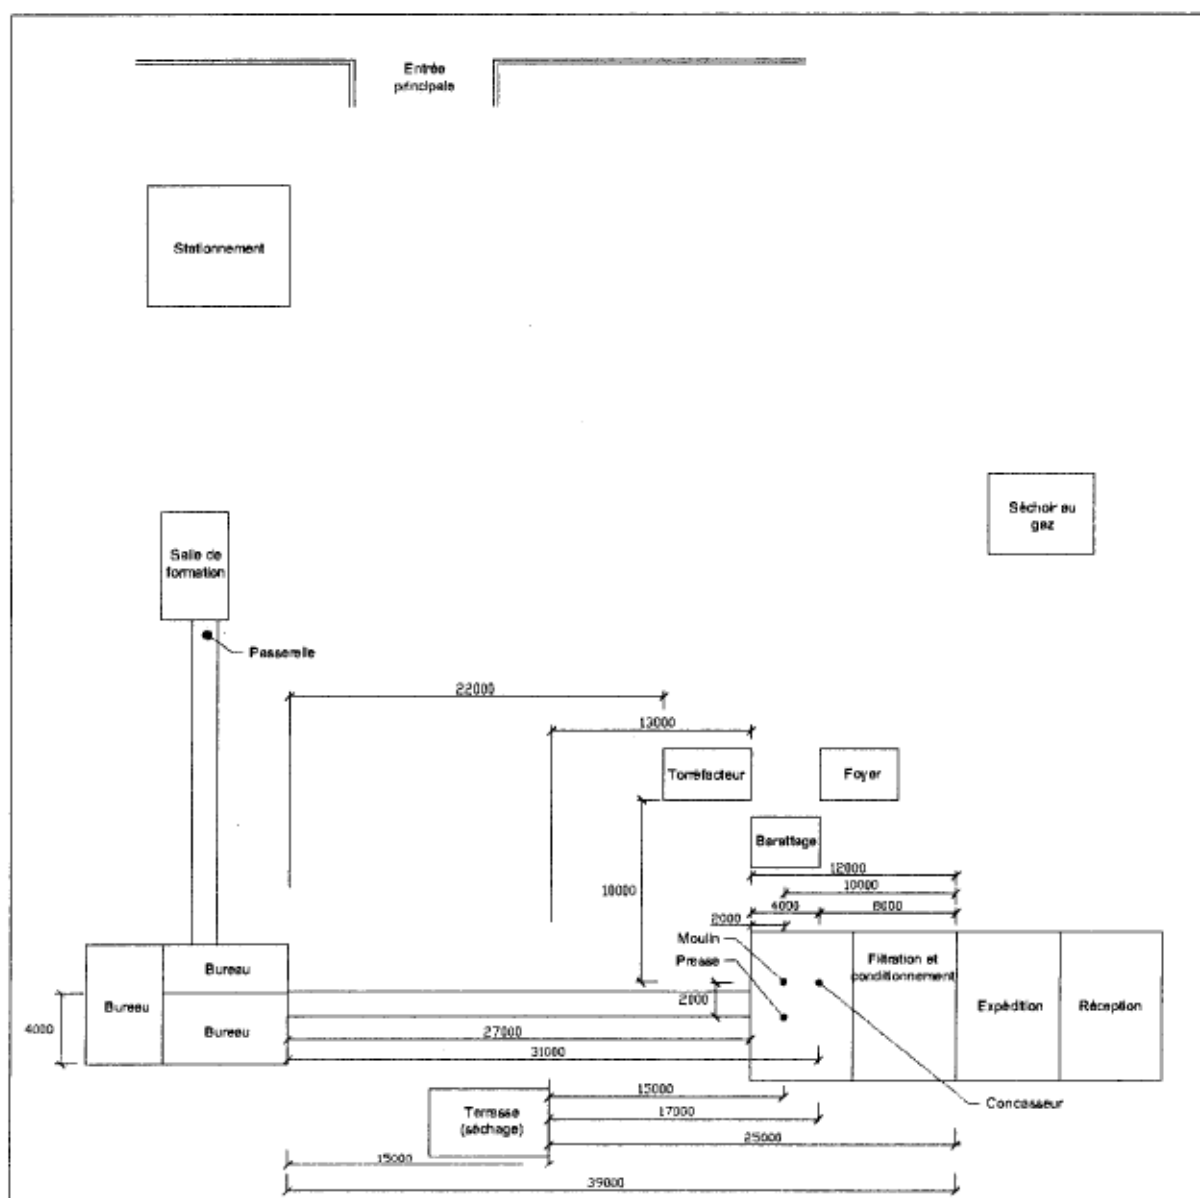 Entrée
principale
Stationnement
Séchoir au
gaz
Salle de
formation
Passerelle
22000
13000
Torréfacteur
Foyer
Barattage
12000
10000
10000
4000
8000
2000
Moulin
Presse
Filtration et
conditionnement
Bureau
Bureau
Bureau
Expédition
Réception
2000
4000
27000
31000
15000
Concasseur
Terrasse
(séchage)
17000
25000
15000
39000